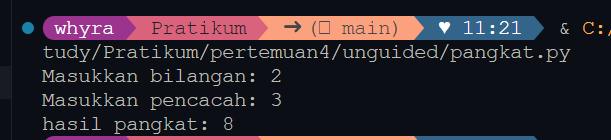 whyra Pratikum ➜ (▯ main) ♥ 11:21 & C:/
tudy/Pratikum/pertemuan4/unguided/pangkat.py
Masukkan bilangan: 2
Masukkan pencacah: 3
hasil pangkat: 8